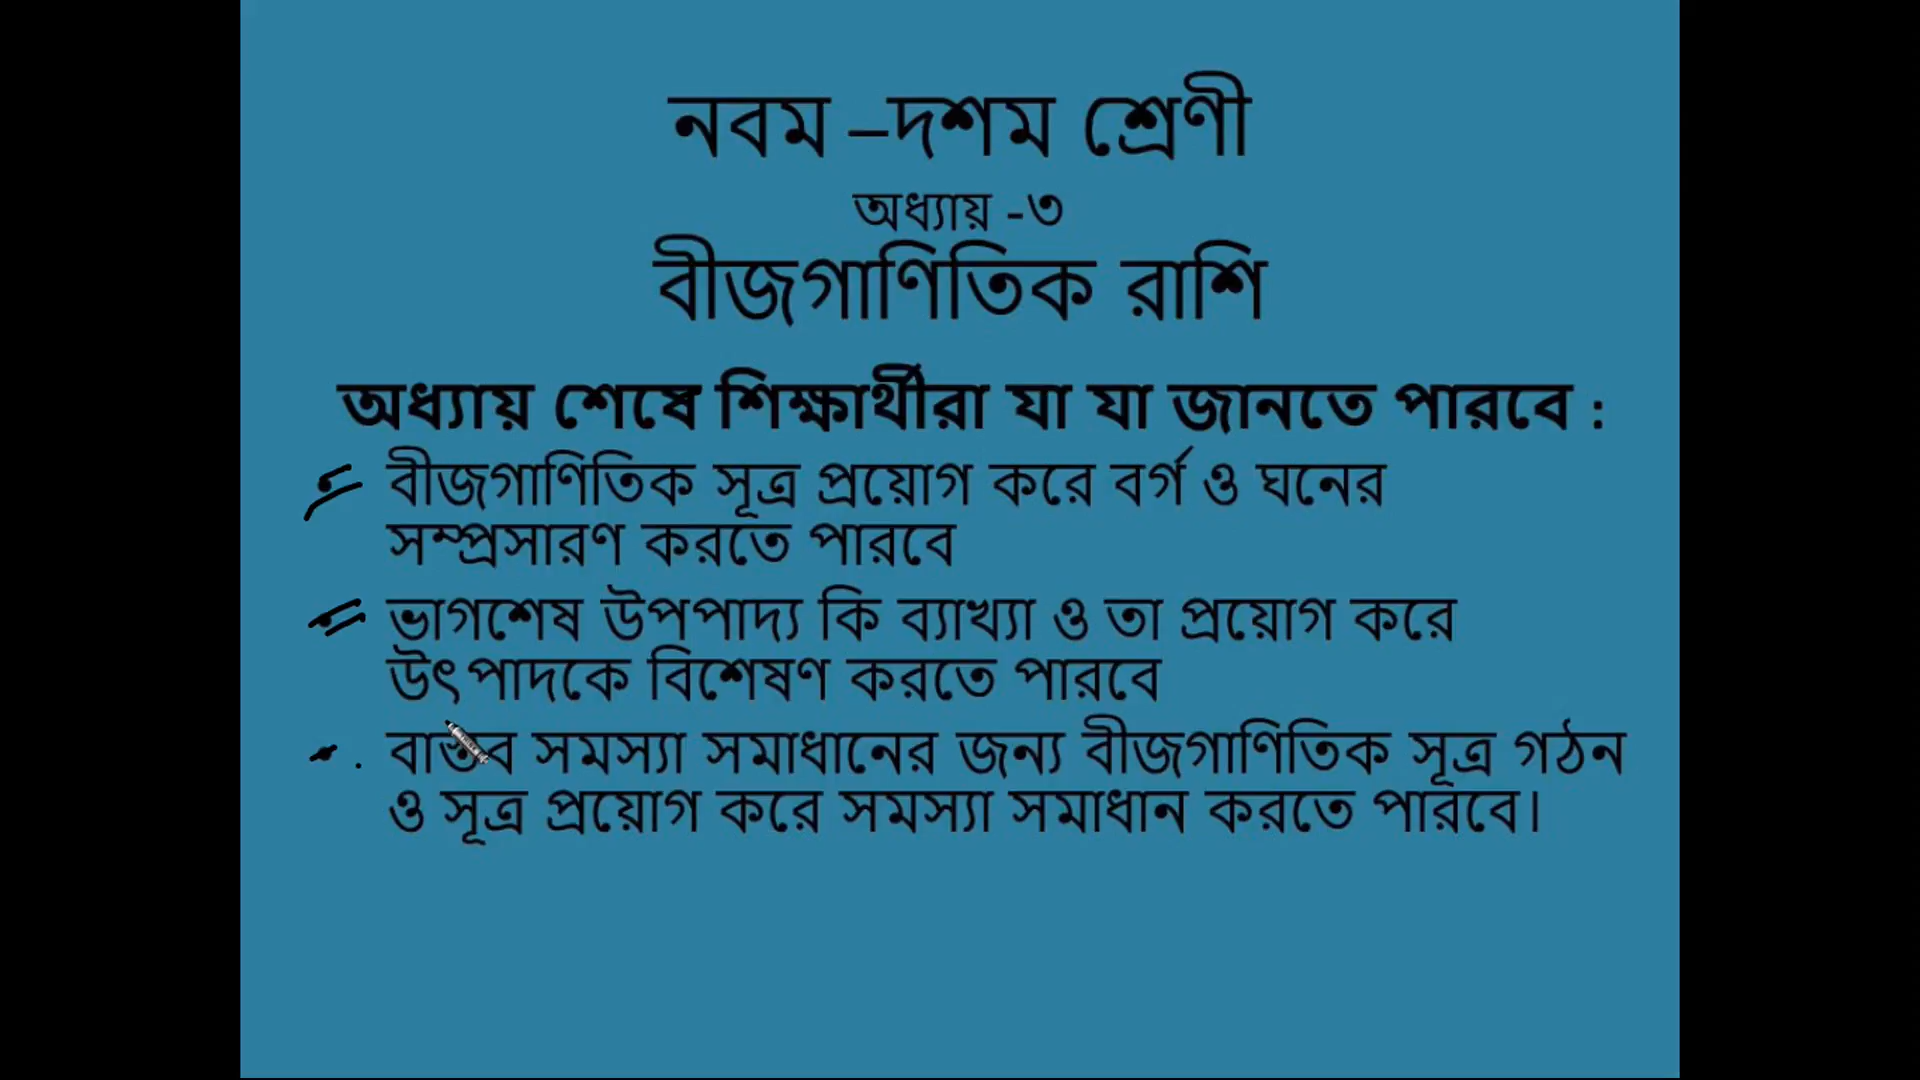 নবম –দশম শ্রেণী
অধ্যায় -৩
বীজগাণিতিক রাশি
অধ্যায় শেষে শিক্ষার্থীরা যা যা জানতে পারবে :
বীজগাণিতিক সূত্র প্রয়োগ করে বর্গ ও ঘনের
সম্প্রসারণ করতে পারবে
ভাগশেষ উপপাদ্য কি ব্যাখ্যা ও তা প্রয়োগ করে
উৎপাদকে বিশেষণ করতে পারবে
বাস্তব সমস্যা সমাধানের জন্য বীজগাণিতিক সূত্র গঠন
ও সূত্র প্রয়োগ করে সমস্যা সমাধান করতে পারবে।